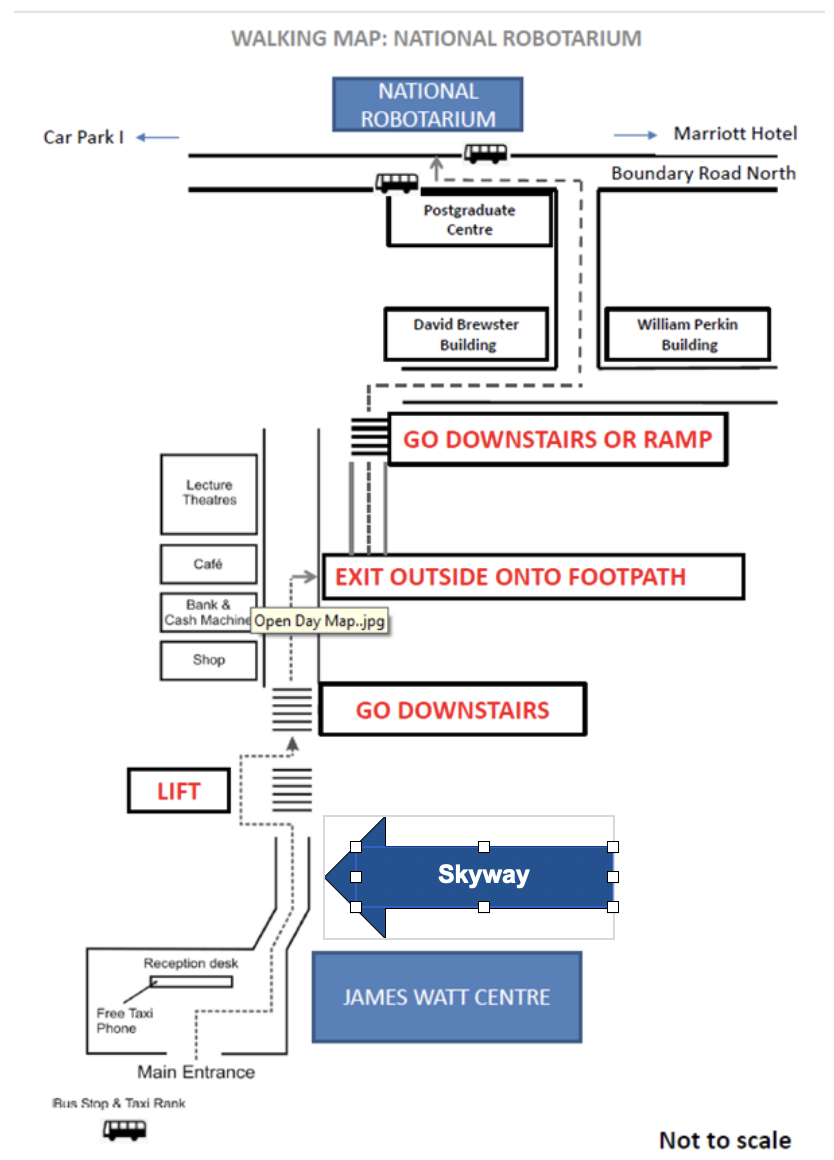 WALKING MAP: NATIONAL ROBOTARIUM
NATIONAL
ROBOTARIUM
Car Park I
Marriott Hotel
Boundary Road North
Postgraduate
Centre
David Brewster
Building
William Perkin
Building
GO DOWNSTAIRS OR RAMP
Lecture
Theatres
Café
EXIT OUTSIDE ONTO FOOTPATH
Bank &
Cash Machine
Open Day Map..jpg
Shop
GO DOWNSTAIRS
LIFT
Skyway
Reception desk
JAMES WATT CENTRE
Free Taxi
Phone
Main Entrance
Bus Stop & Taxi Rank
Not to scale